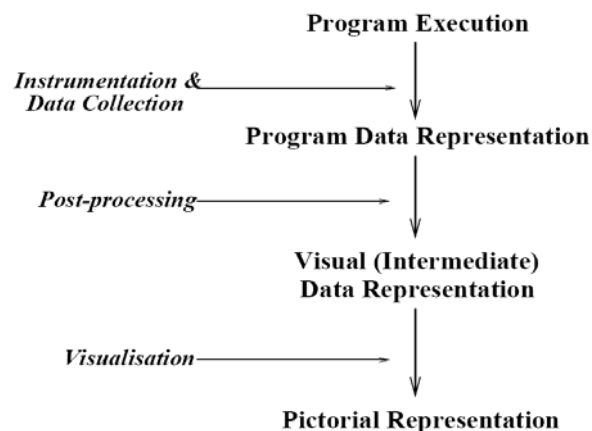 Program Execution
Instrumentation &
Data Collection
Program Data Representation
Post-processing
Visual (Intermediate)
Data Representation
Visualisation
Pictorial Representation